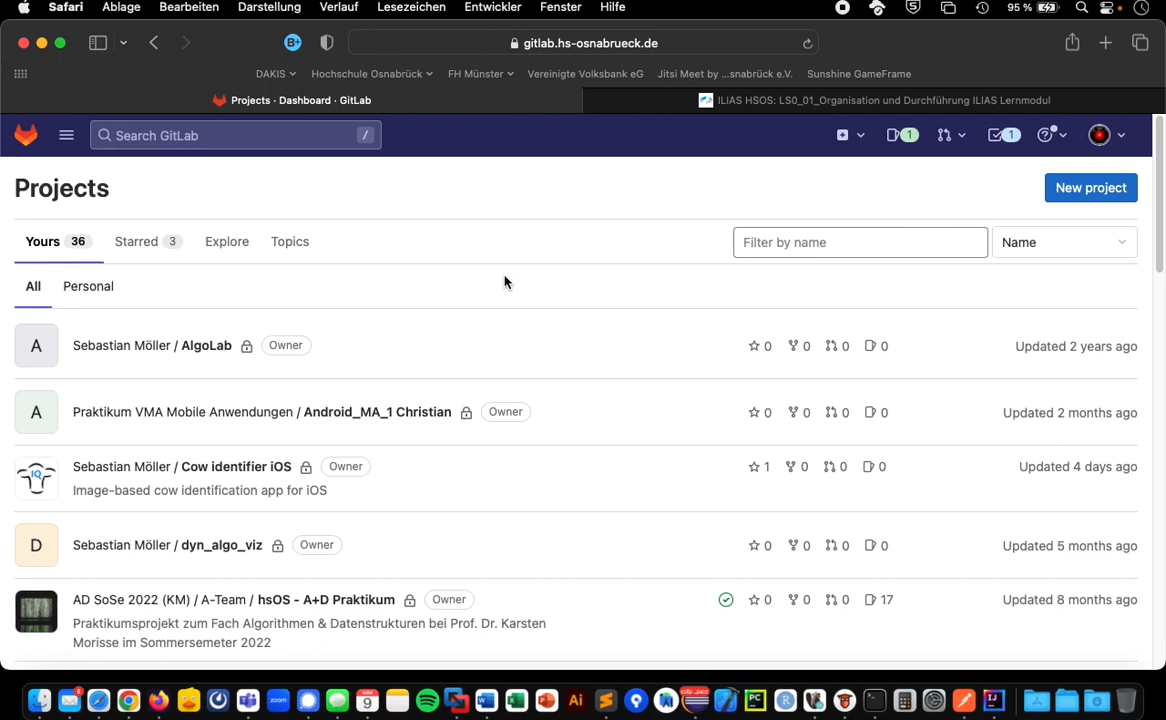 Safari Ablage Bearbeiten Darstellung Verlauf Lesezeichen Entwickler Fenster Hilfe 95 %
gitlab.hs-osnabrueck.de
DAKIS Hochschule Osnabrück FH Münster Vereinigte Volksbank eG Jitsi Meet by ...snabrück e.V. Sunshine GameFrame
Projects · Dashboard · GitLab ILIAS HSOS: LS0_01_Organisation und Durchführung ILIAS Lernmodul
Search GitLab / 1 1
Projects New project
Yours 36 Starred 3 Explore Topics Filter by name Name
All Personal
A Sebastian Möller / AlgoLab Owner 0 0 0 0 Updated 2 years ago
A Praktikum VMA Mobile Anwendungen / Android_MA_1 Christian Owner 0 0 0 0 Updated 2 months ago
IQ Sebastian Möller / Cow identifier iOS Owner 1 0 0 0 Updated 4 days ago
Image-based cow identification app for iOS
D Sebastian Möller / dyn_algo_viz Owner 0 0 0 0 Updated 5 months ago
AD SoSe 2022 (KM) / A-Team / hsOS - A+D Praktikum Owner 0 0 0 17 Updated 8 months ago
Praktikumsprojekt zum Fach Algorithmen & Datenstrukturen bei Prof. Dr. Karsten
Morisse im Sommersemeter 2022
zoom 9 W X P Ai PC R IJ